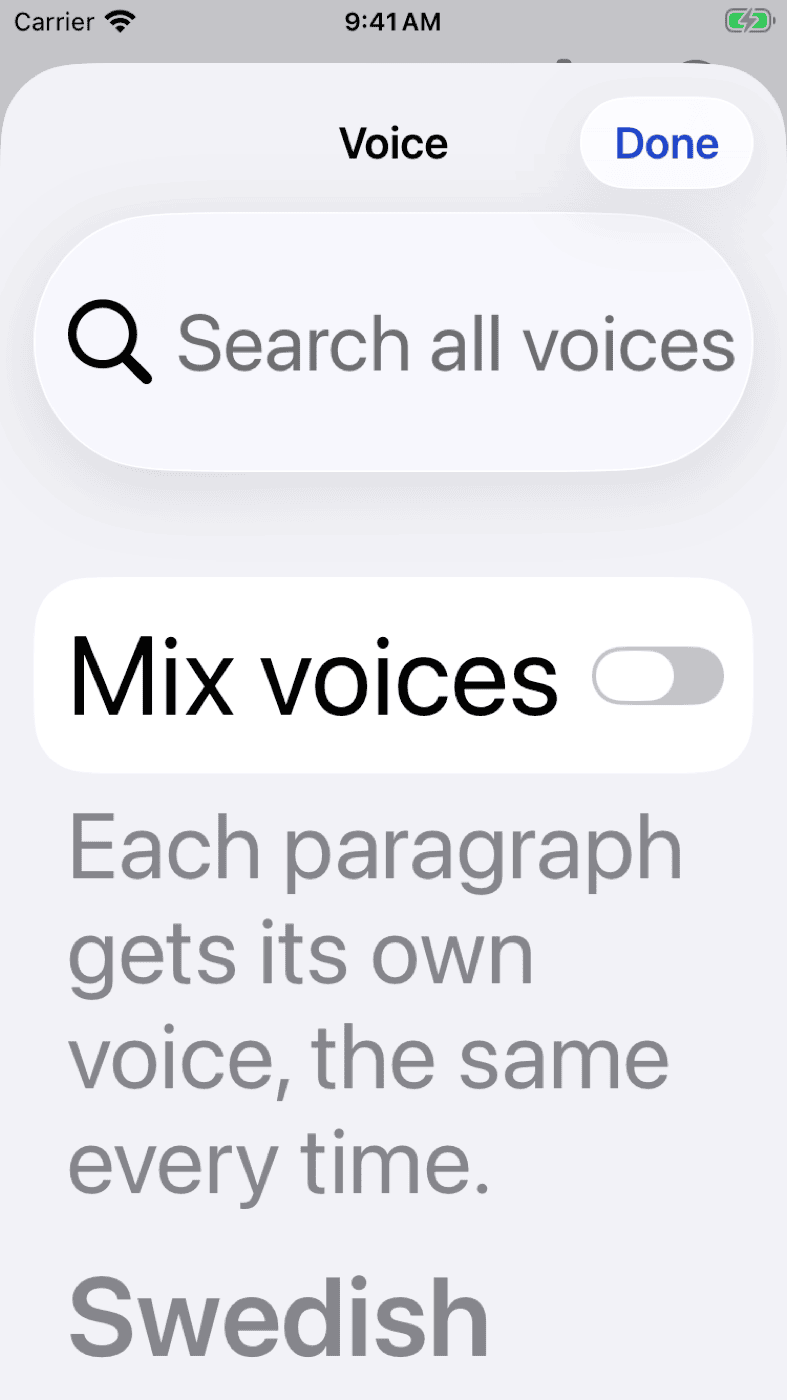 Carrier 9:41 AM
Voice Done
Search all voices
Mix voices
Each paragraph
gets its own
voice, the same
every time.
Swedish